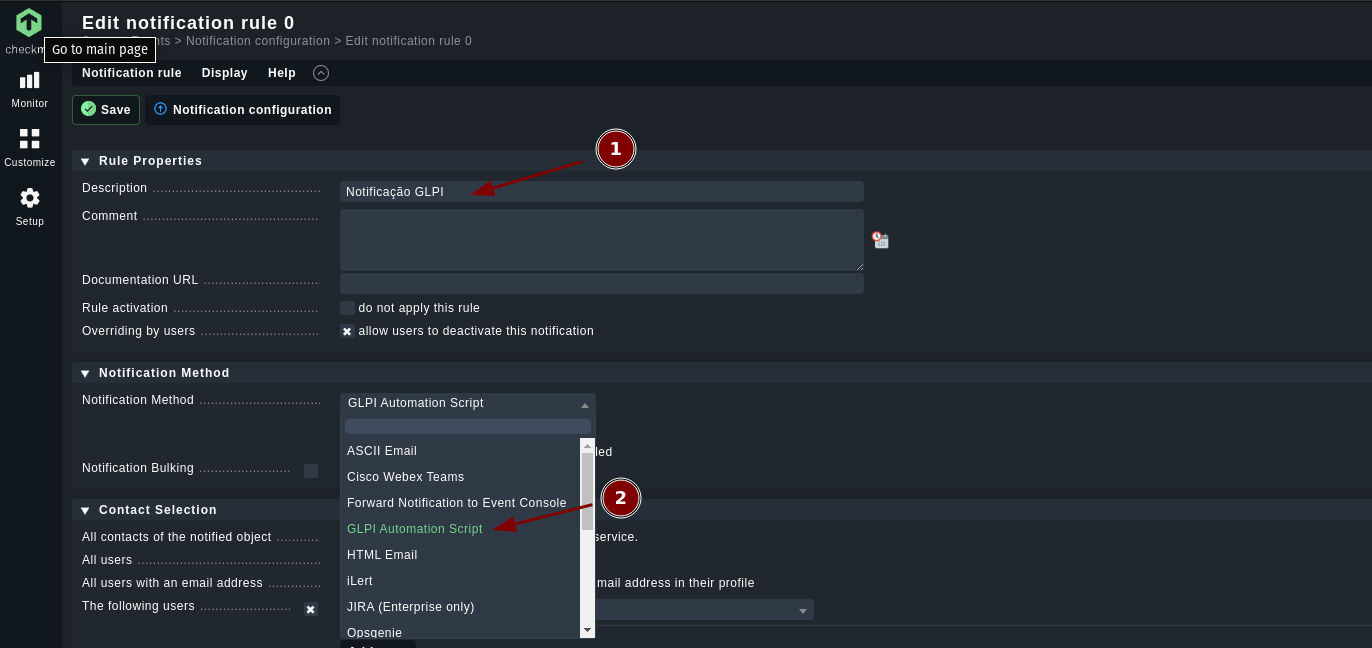 Edit notification rule 0
nts > Notification configuration > Edit notification rule 0
checkm
Go to main page
Notification rule Display Help
Monitor
Save Notification configuration
1
Customize
Rule Properties
Description
Notificação GLPI
Setup
Comment
Documentation URL
Rule activation
do not apply this rule
Overriding by users
allow users to deactivate this notification
Notification Method
Notification Method
GLPI Automation Script
ASCII Email
led
Notification Bulking
Cisco Webex Teams
2
Forward Notification to Event Console
Contact Selection
GLPI Automation Script
All contacts of the notified object
service.
HTML Email
All users
iLert
All users with an email address
mail address in their profile
JIRA (Enterprise only)
The following users
Opsgenie